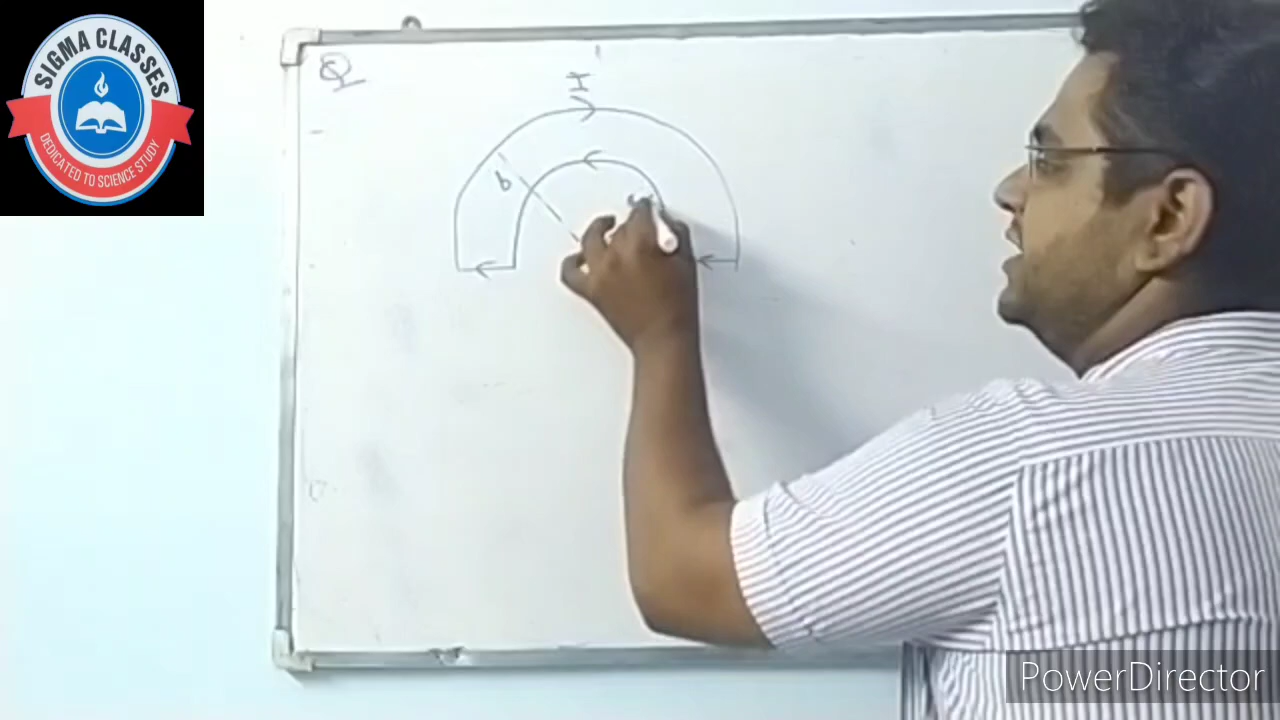 SIGMA CLASSES
DEDICATED TO SCIENCE STUDY
Q
I
b
PowerDirector